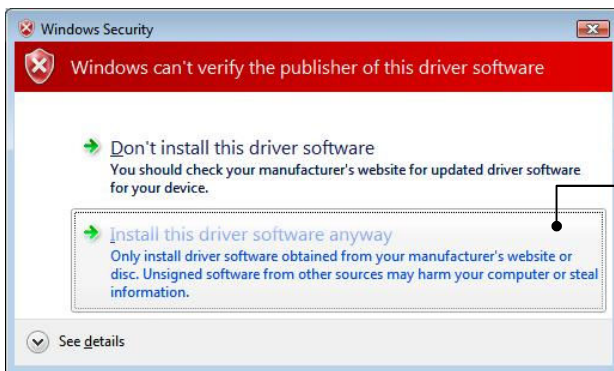 Windows Security
Windows can't verify the publisher of this driver software
Don't install this driver software
You should check your manufacturer's website for updated driver software
for your device.
Install this driver software anyway
Only install driver software obtained from your manufacturer's website or
disc. Unsigned software from other sources may harm your computer or steal
information.
See details